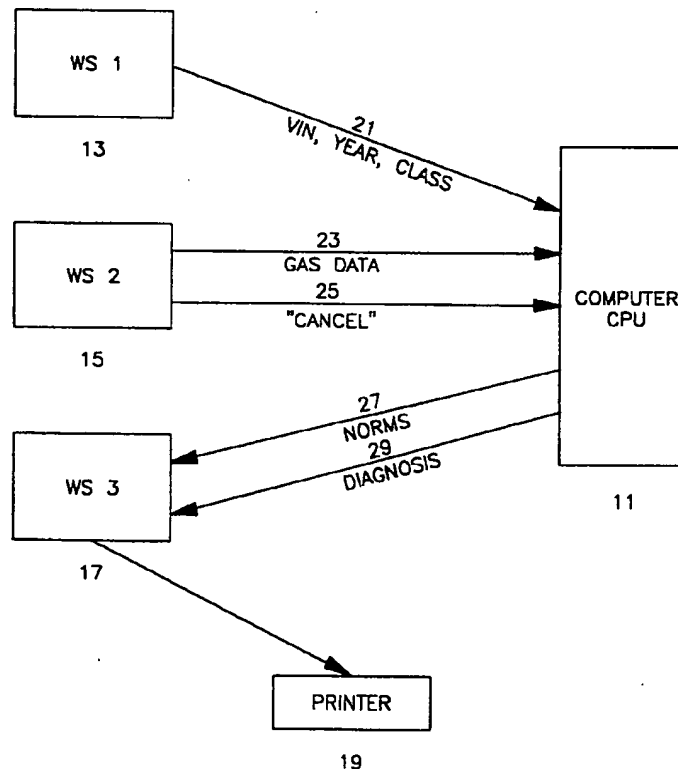 WS 1
13
21
VIN, YEAR, CLASS
WS 2
15
23
GAS DATA
25
"CANCEL"
COMPUTER
CPU
11
27
NORMS
29
DIAGNOSIS
WS 3
17
PRINTER
19